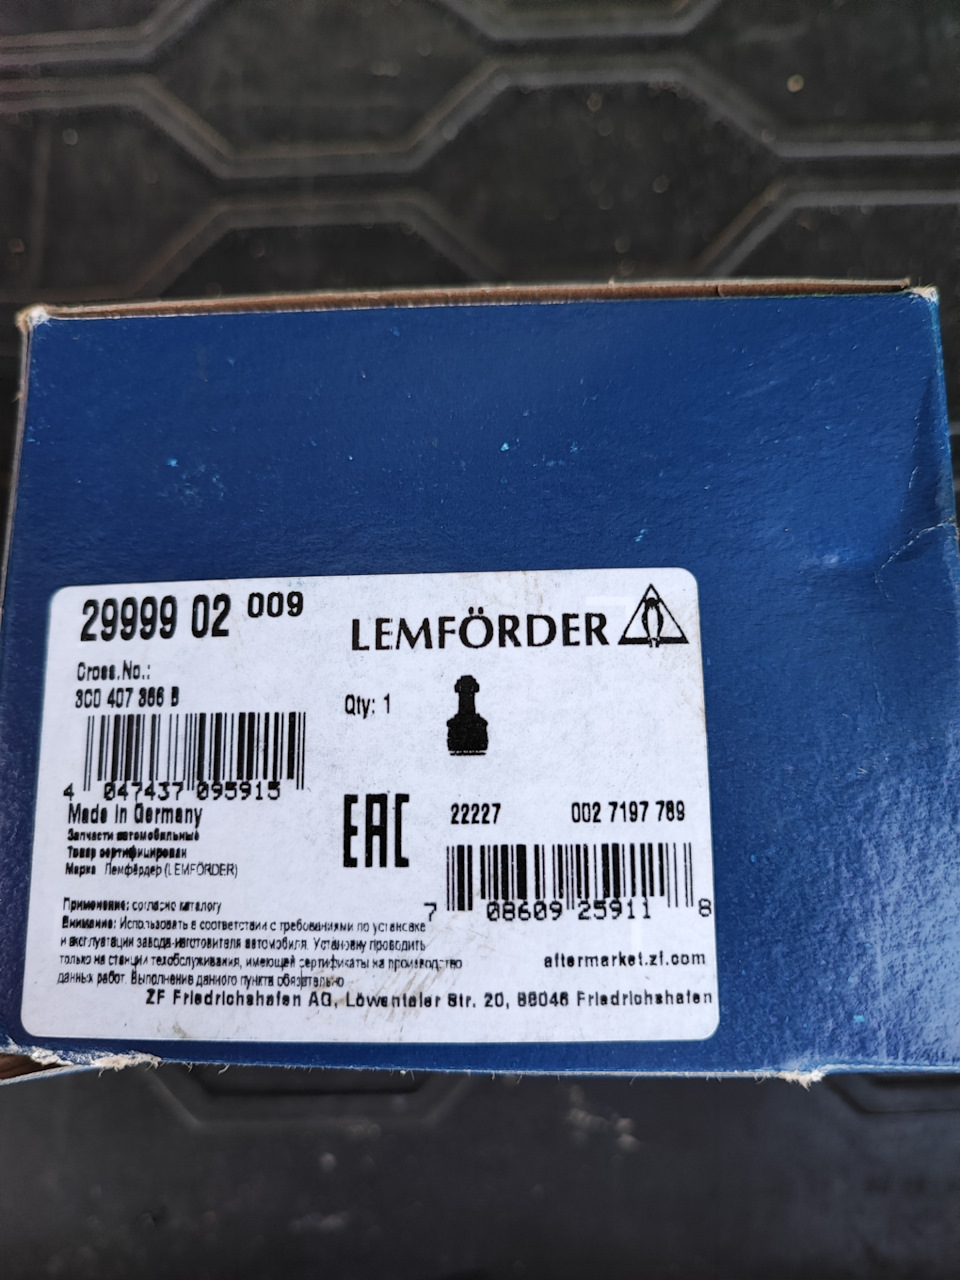 29999 02 009
LEMFÖRDER
Cross.No.:
3C0 407 366 B
Qty: 1
4 047437 095915
Made in Germany
Запчасти автомобильные
Товар сертифицирован
Марка Лемфёрдер (LEMFÖRDER)
EAC
22227 002 7197 789
7 08609 25911 8
Применение: согласно каталогу
Внимание: Использовать в соответствии с требованиями по установке
и эксплуатации завода-изготовителя автомобиля. Установку проводить
только на станции техобслуживания, имеющей сертификаты на производство
данных работ. Выполнение данного пункта обязательно
aftermarket.zf.com
ZF Friedrichshafen AG, Löwentaler Str. 20, 88046 Friedrichshafen